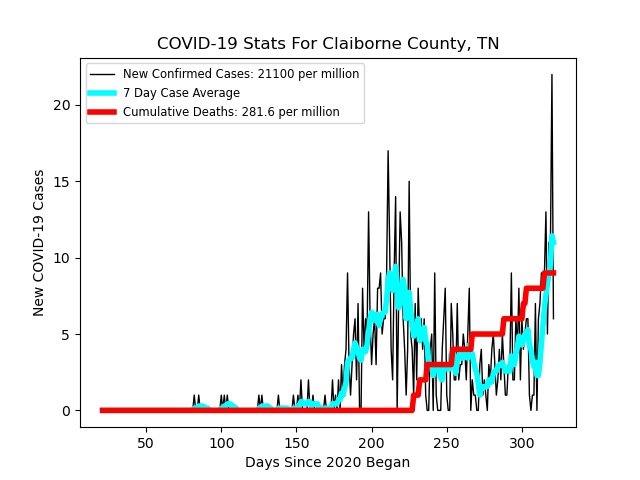 COVID-19 Stats For Claiborne County, TN
New Confirmed Cases: 21100 per million
7 Day Case Average
Cumulative Deaths: 281.6 per million
New COVID-19 Cases
20
15
10
5
0
50 100 150 200 250 300
Days Since 2020 Began